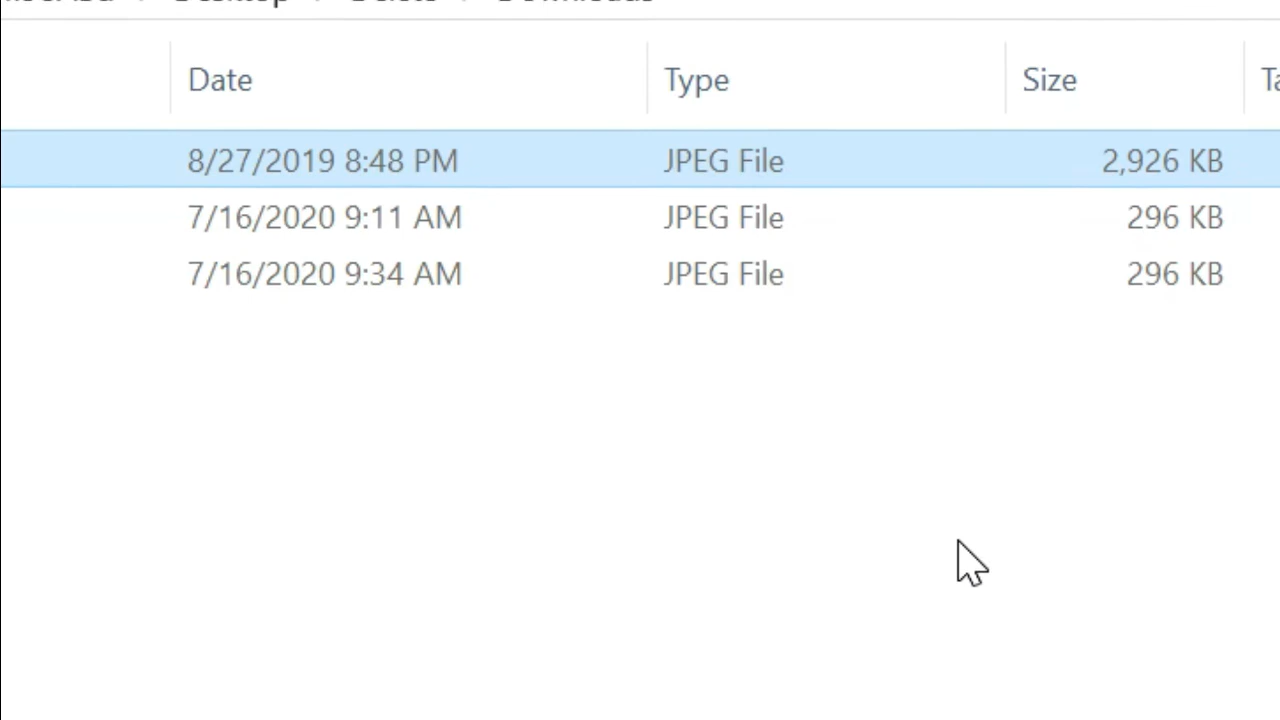 Date Type Size
8/27/2019 8:48 PM JPEG File 2,926 KB
7/16/2020 9:11 AM JPEG File 296 KB
7/16/2020 9:34 AM JPEG File 296 KB